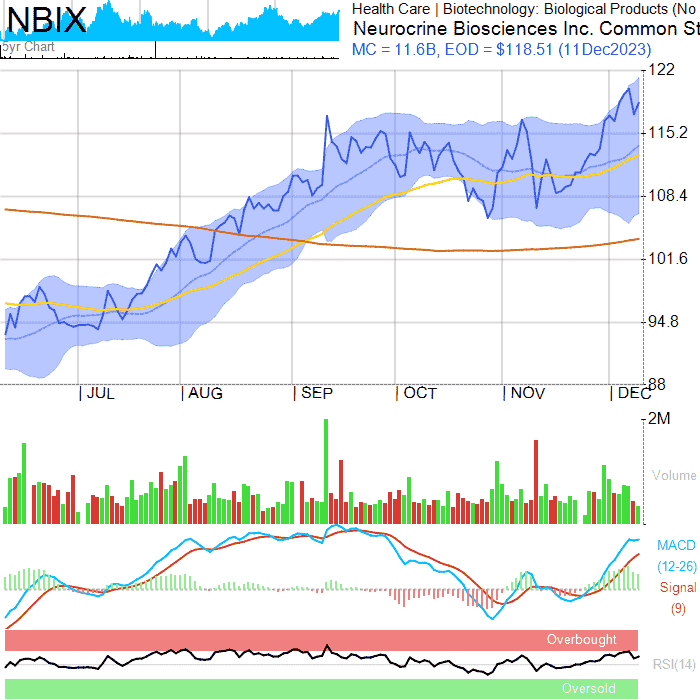 NBIX
5yr Chart
Health Care | Biotechnology: Biological Products (No
Neurocrine Biosciences Inc. Common St
MC = 11.6B, EOD = $118.51 (11Dec2023)
122
115.2
108.4
101.6
94.8
88
| JUL | AUG | SEP | OCT | NOV | DEC
2M
Volume
MACD
(12-26)
Signal
(9)
Overbought
RSI(14)
Oversold